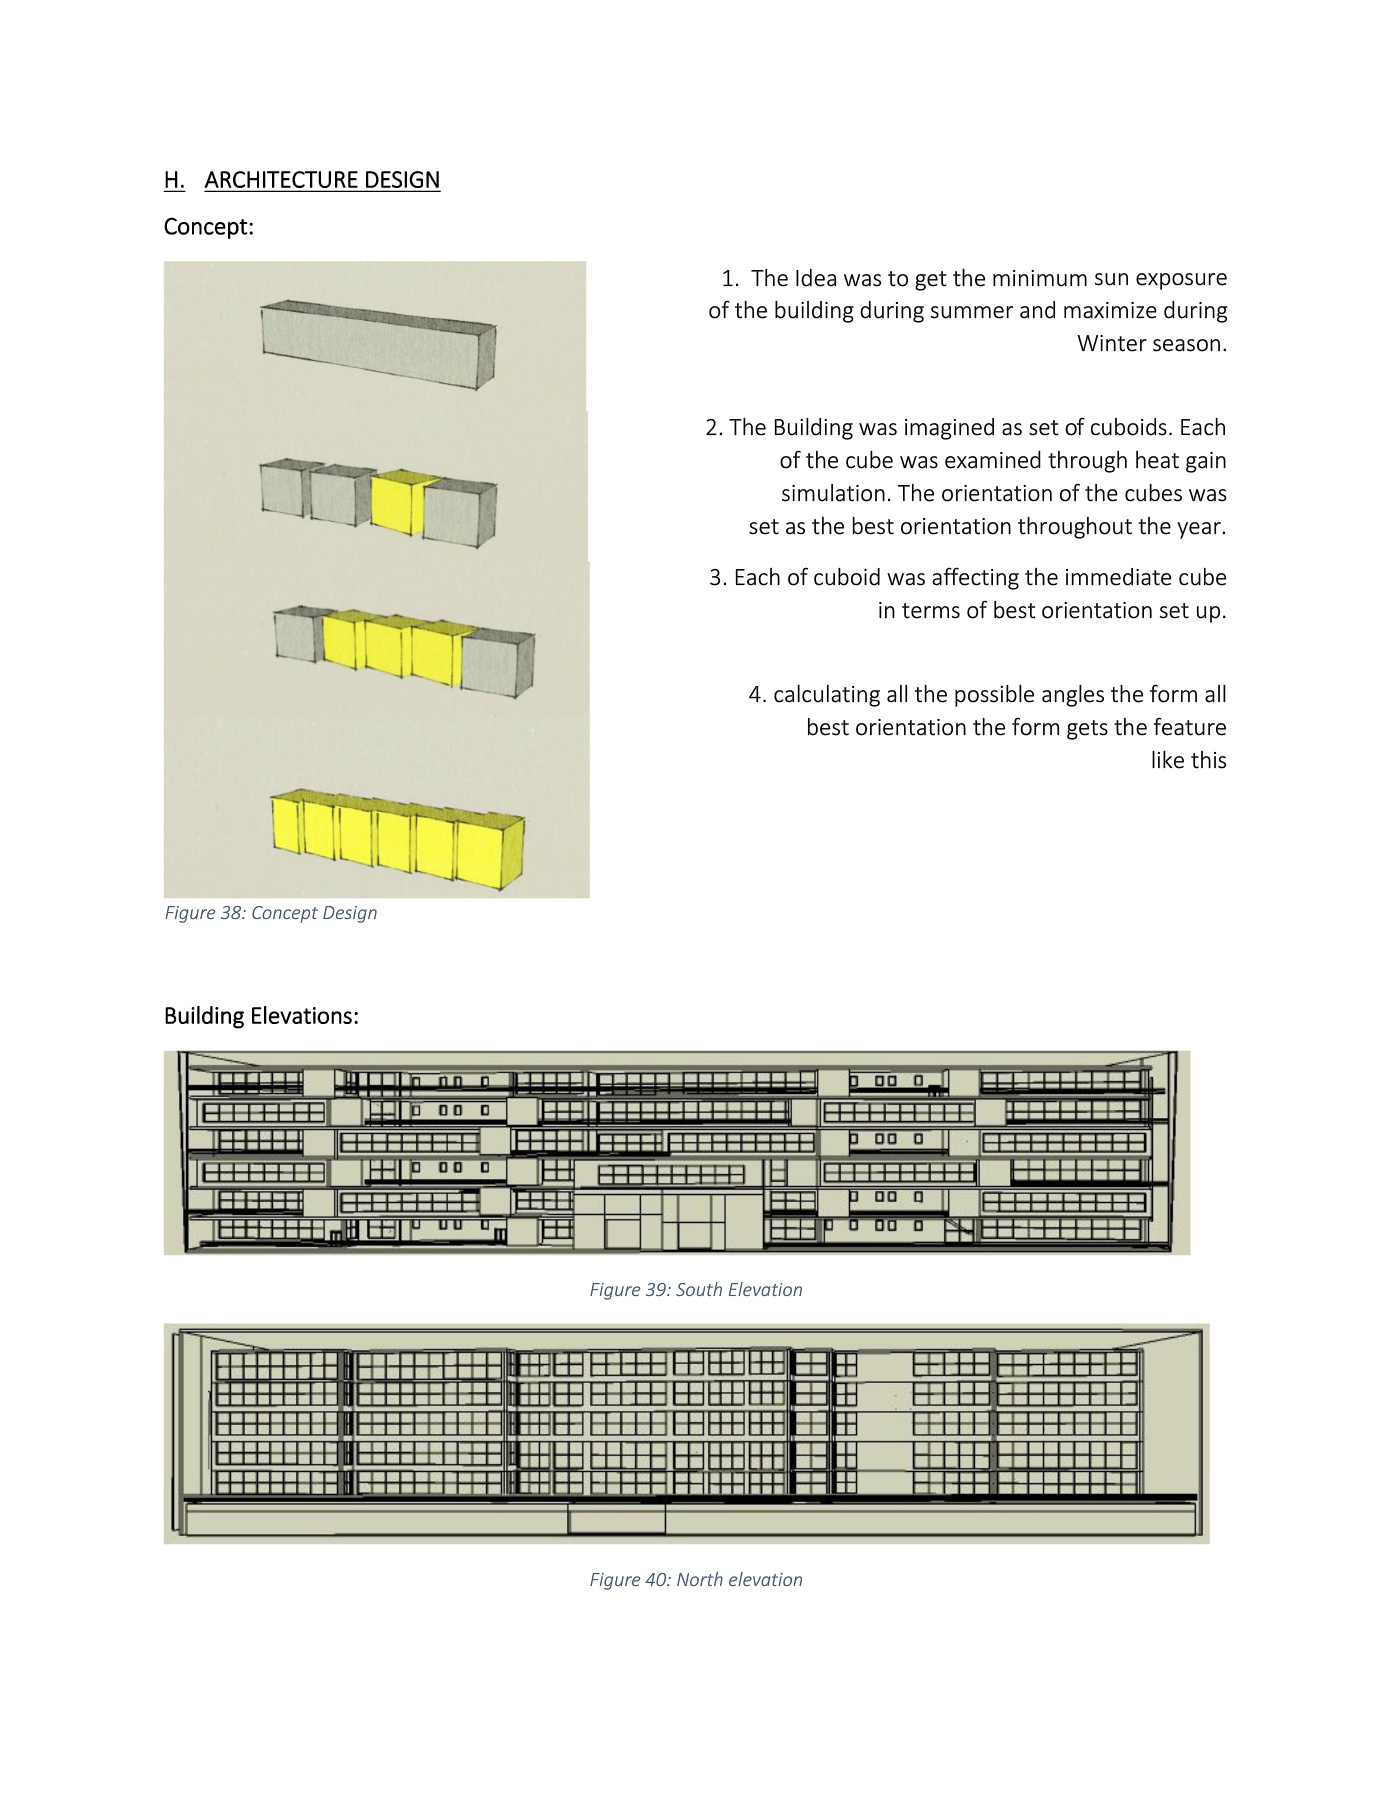 H. ARCHITECTURE DESIGN
Concept:
1. The Idea was to get the minimum sun exposure
of the building during summer and maximize during
Winter season.
2. The Building was imagined as set of cuboids. Each
of the cube was examined through heat gain
simulation. The orientation of the cubes was
set as the best orientation throughout the year.
3. Each of cuboid was affecting the immediate cube
in terms of best orientation set up.
4. calculating all the possible angles the form all
best orientation the form gets the feature
like this
Figure 38: Concept Design
Building Elevations:
Figure 39: South Elevation
Figure 40: North elevation